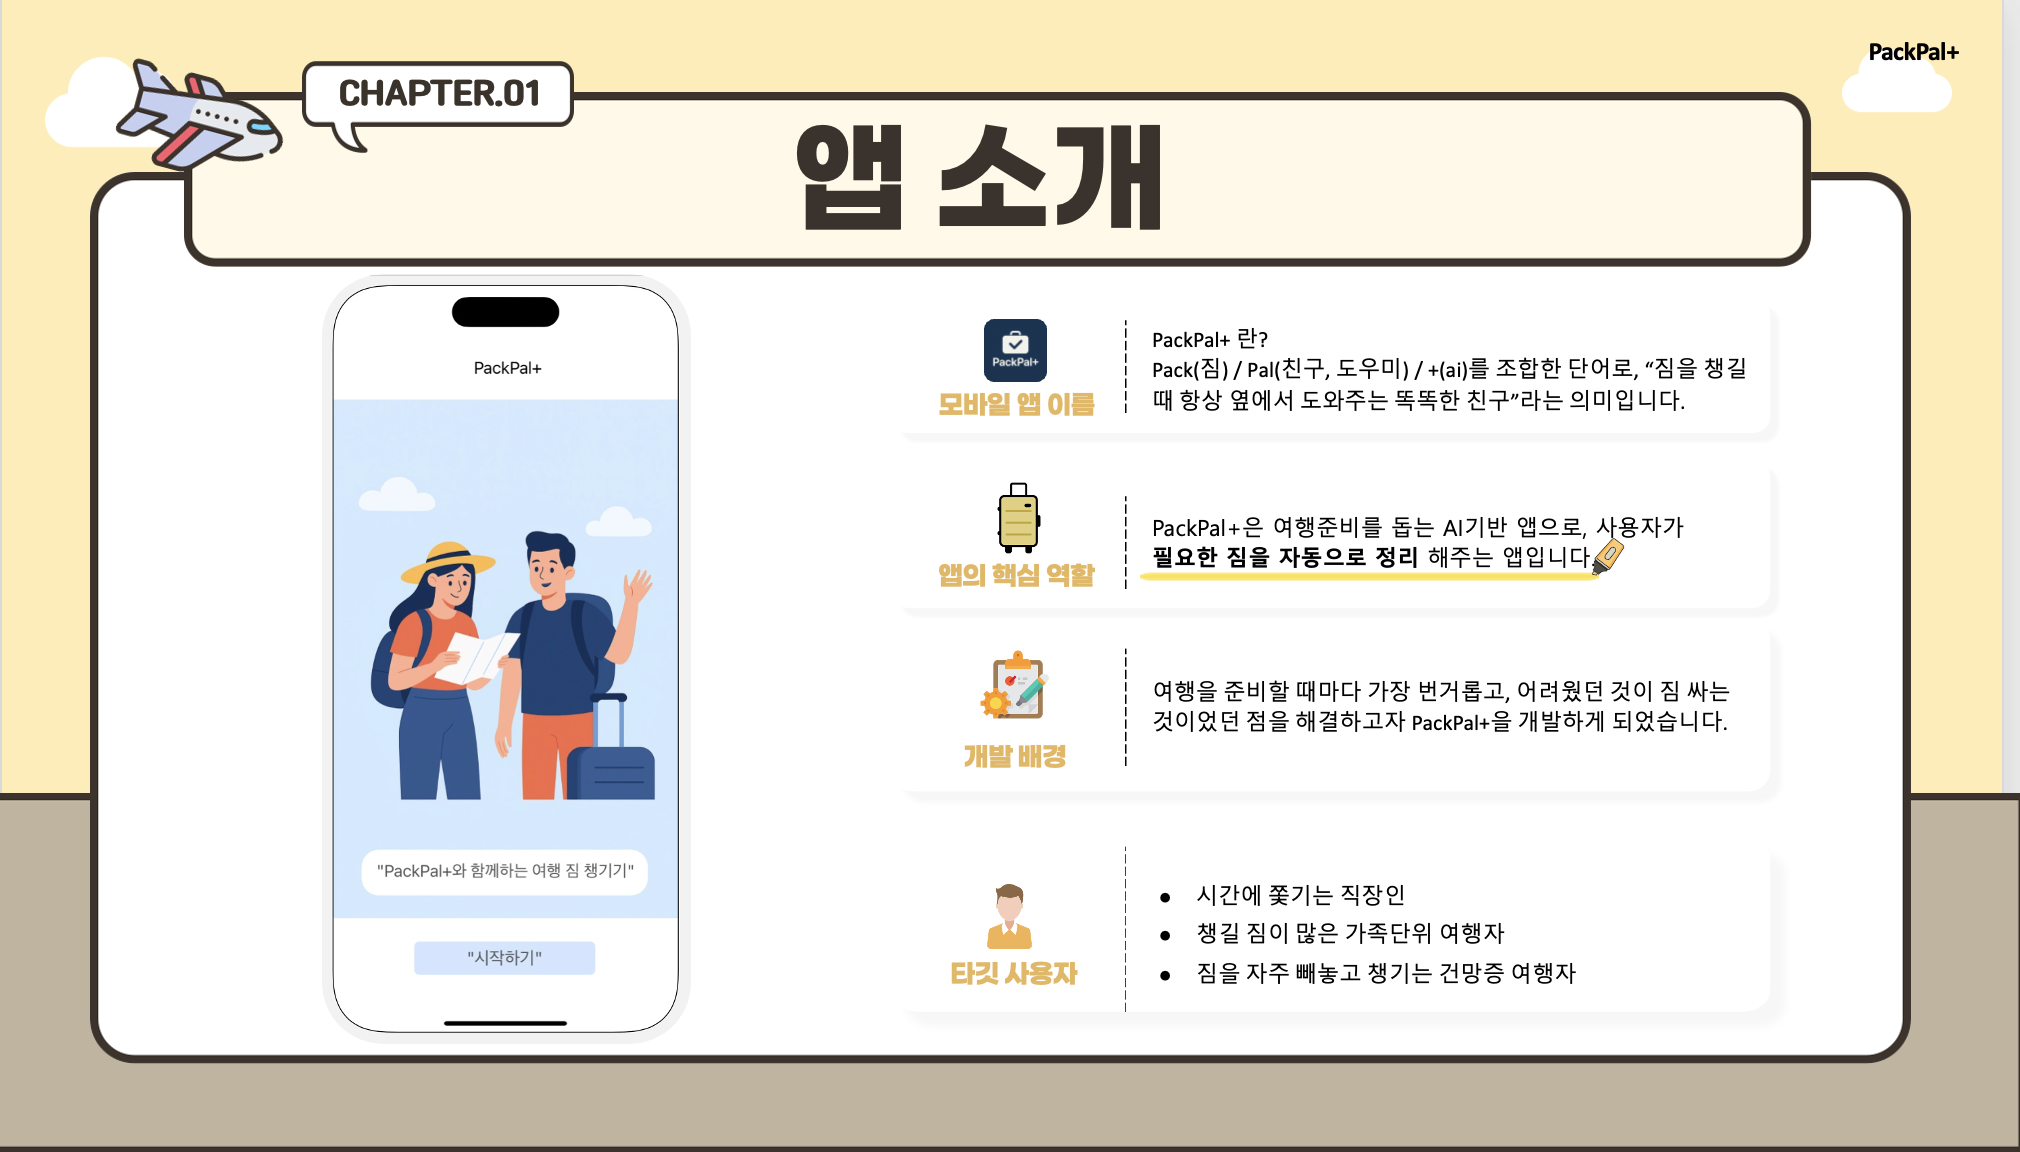 PackPal+
CHAPTER.01
앱 소개
PackPal+
"PackPal+와 함께하는 여행 짐 챙기기"
"시작하기"
PackPal+
모바일 앱 이름
PackPal+ 란?
Pack(짐) / Pal(친구, 도우미) / +(ai)를 조합한 단어로, “짐을 챙길
때 항상 옆에서 도와주는 똑똑한 친구”라는 의미입니다.
앱의 핵심 역할
PackPal+은 여행준비를 돕는 AI기반 앱으로, 사용자가
필요한 짐을 자동으로 정리 해주는 앱입니다.
개발 배경
여행을 준비할 때마다 가장 번거롭고, 어려웠던 것이 짐 싸는
것이었던 점을 해결하고자 PackPal+을 개발하게 되었습니다.
타깃 사용자
● 시간에 쫓기는 직장인
● 챙길 짐이 많은 가족단위 여행자
● 짐을 자주 빼놓고 챙기는 건망증 여행자